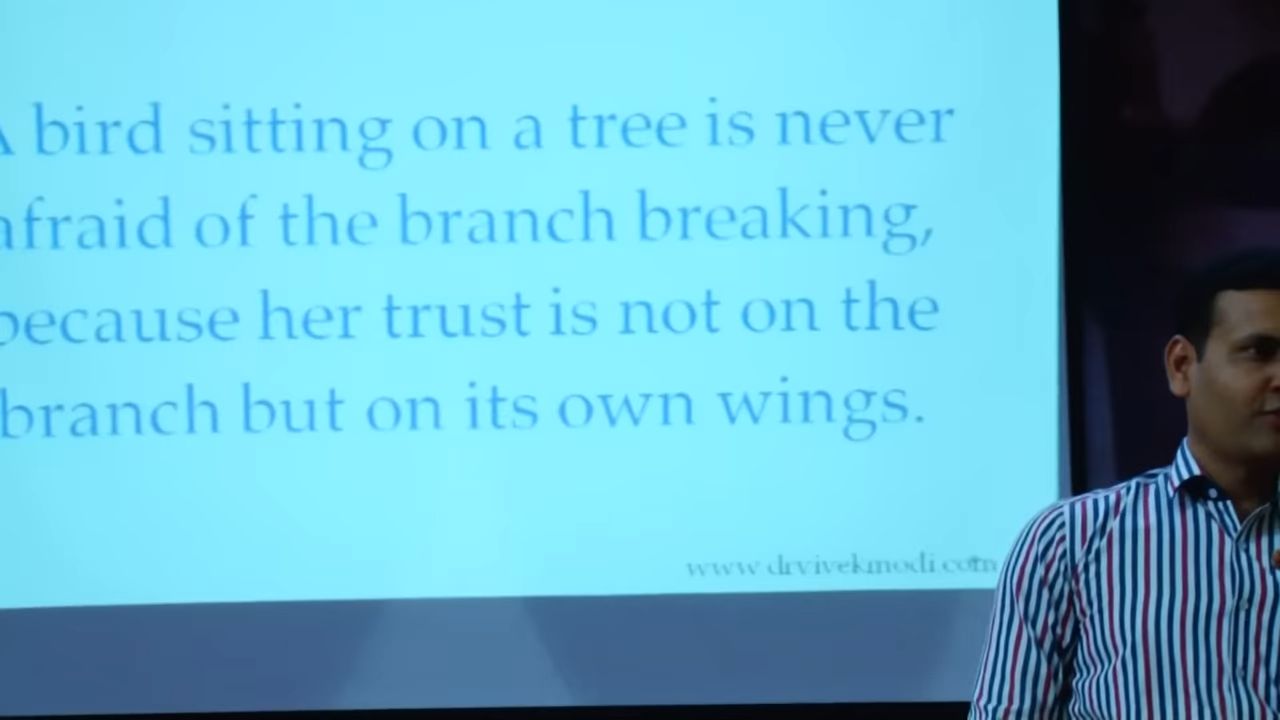 A bird sitting on a tree is never
afraid of the branch breaking,
because her trust is not on the
branch but on its own wings.
www.drvivekmodi.com